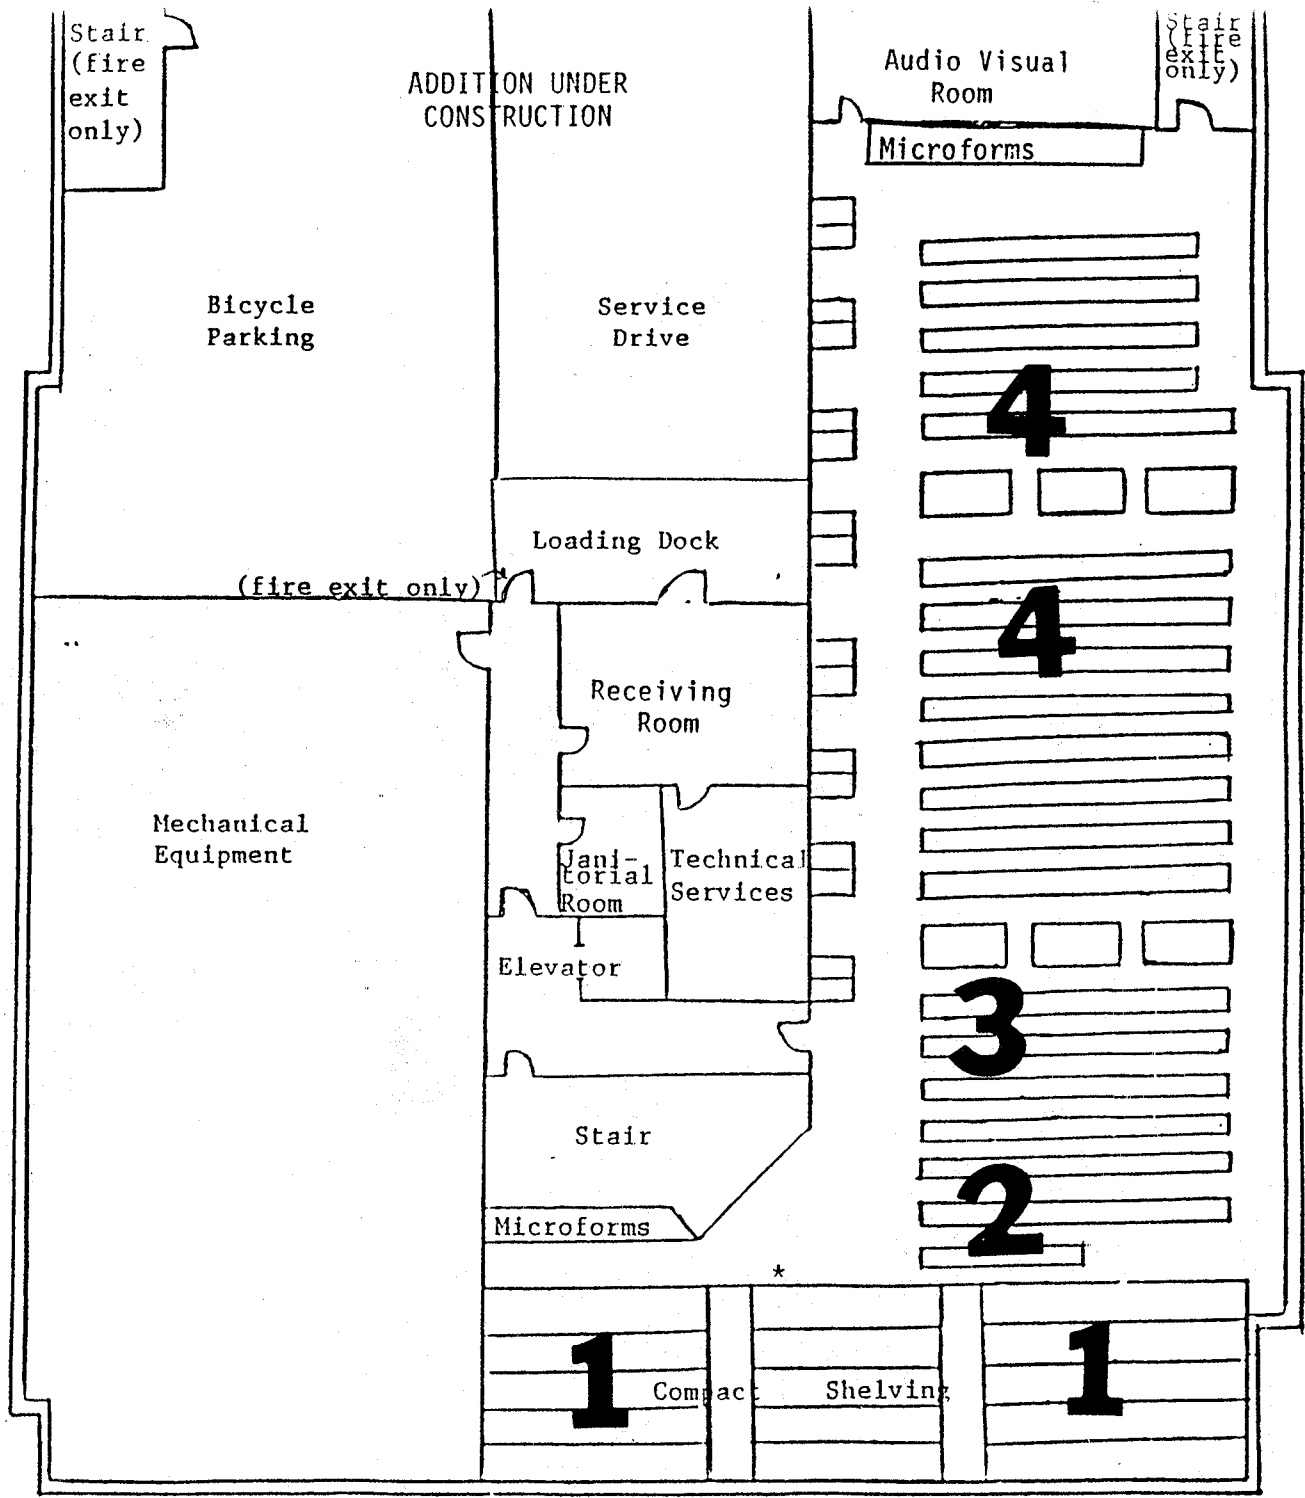 Stair
(fire
exit
only)
ADDITION UNDER
CONSTRUCTION
Audio Visual
Room
Stair
(fire
exit
only)
Microforms
Bicycle
Parking
Service
Drive
4
Loading Dock
(fire exit only)
4
Receiving
Room
Mechanical
Equipment
Jani-
torial
Room
Technical
Services
Elevator
3
Stair
2
Microforms
*
1
Compact Shelving
1